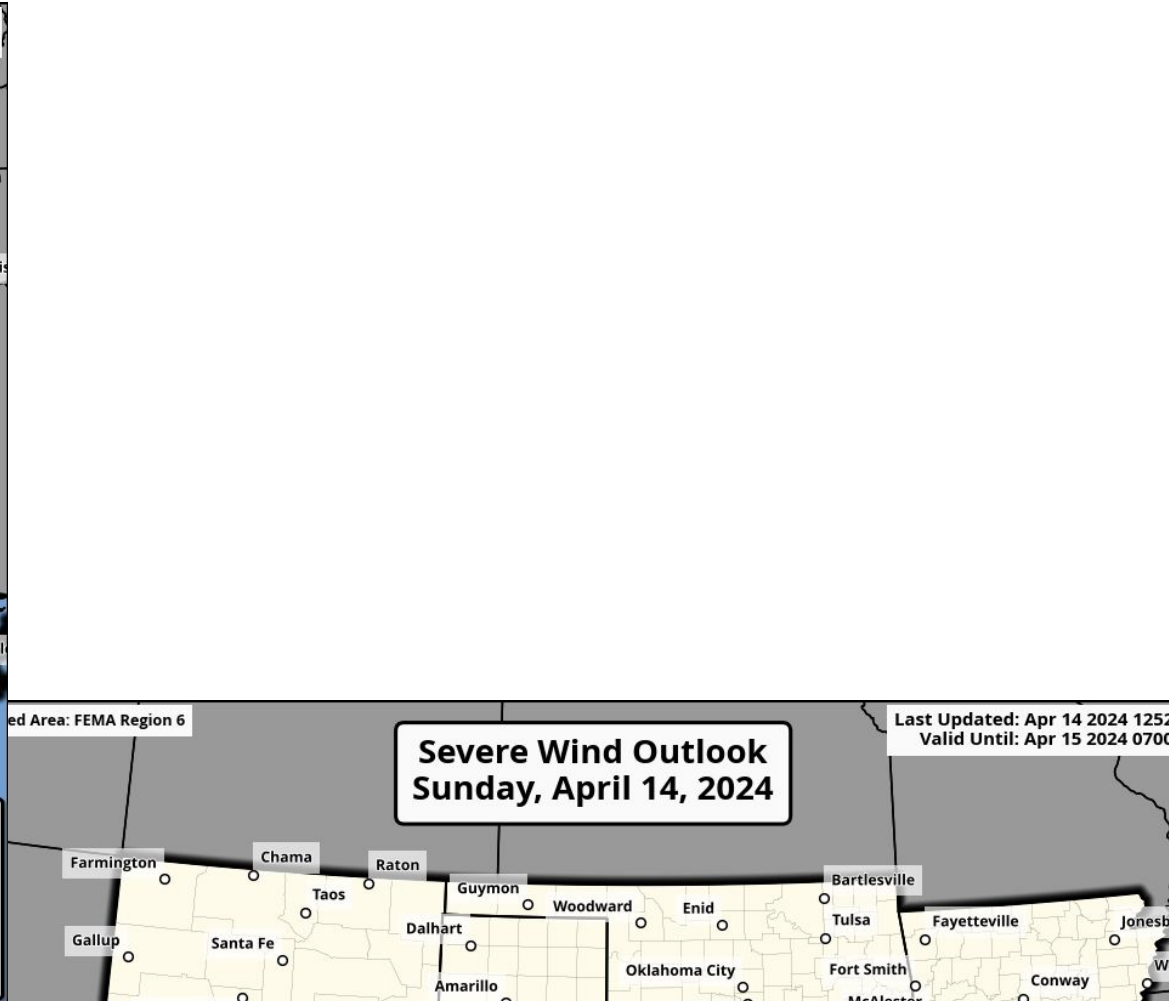 ed Area: FEMA Region 6
Severe Wind Outlook
Sunday, April 14, 2024
Last Updated: Apr 14 2024 1252
Valid Until: Apr 15 2024 0700
Farmington
Chama
Raton
Taos
Guymon
Woodward
Enid
Bartlesville
Tulsa
Fayetteville
Jonesb
Gallup
Santa Fe
Dalhart
Amarillo
Oklahoma City
Fort Smith
McAlester
Conway
W